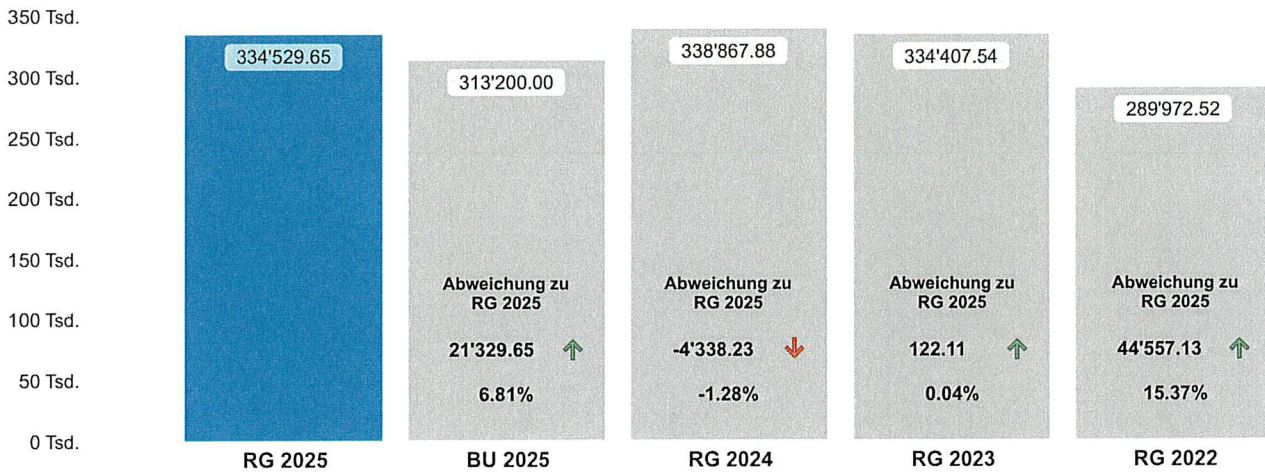 350 Tsd.
300 Tsd.
250 Tsd.
200 Tsd.
150 Tsd.
100 Tsd.
50 Tsd.
0 Tsd.
334'529.65
RG 2025
313'200.00
Abweichung zu
RG 2025
21'329.65
6.81%
BU 2025
338'867.88
Abweichung zu
RG 2025
-4'338.23
-1.28%
RG 2024
334'407.54
Abweichung zu
RG 2025
122.11
0.04%
RG 2023
289'972.52
Abweichung zu
RG 2025
44'557.13
15.37%
RG 2022